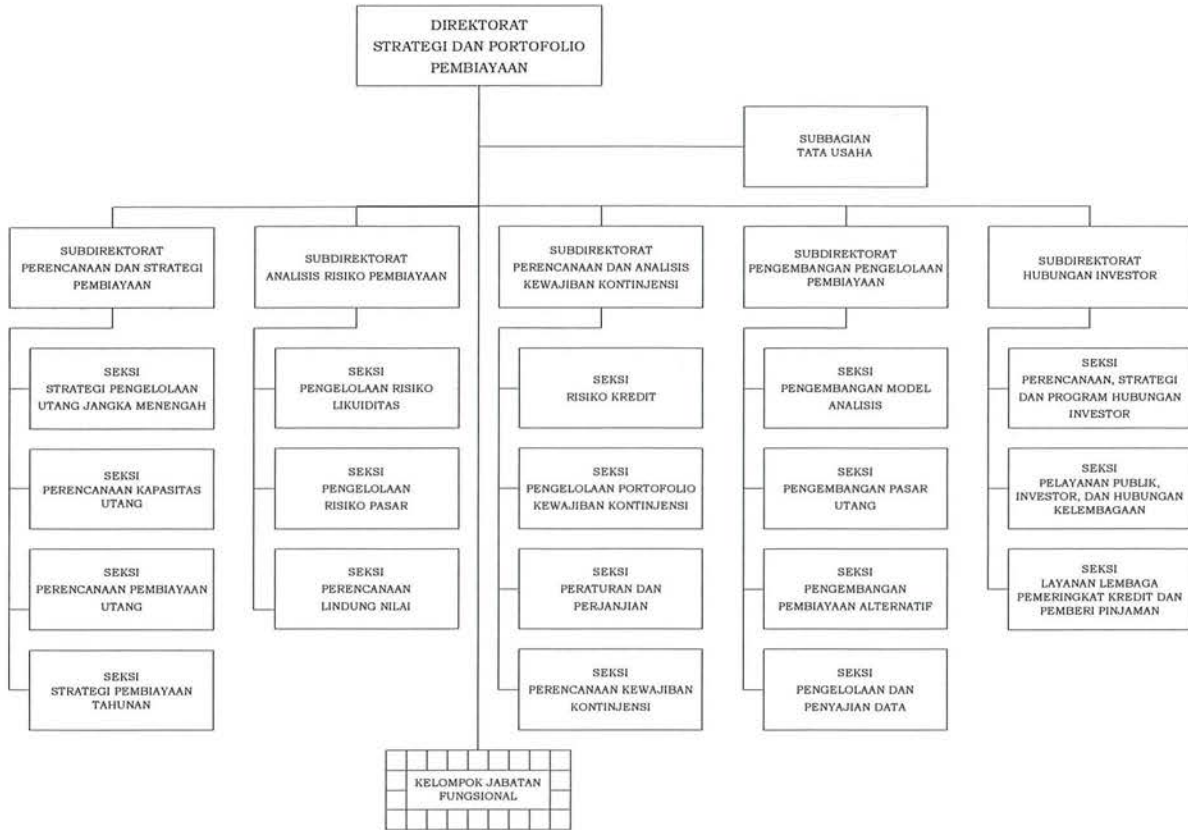 DIREKTORAT
STRATEGI DAN PORTOFOLIO
PEMBIAYAAN
SUBBAGIAN
TATA USAHA
SUBDIREKTORAT
PERENCANAAN DAN STRATEGI
PEMBIAYAAN
SUBDIREKTORAT
ANALISIS RISIKO PEMBIAYAAN
SUBDIREKTORAT
PERENCANAAN DAN ANALISIS
KEWAJIBAN KONTINJENSI
SUBDIREKTORAT
PENGEMBANGAN PENGELOLAAN
PEMBIAYAAN
SUBDIREKTORAT
HUBUNGAN INVESTOR
SEKSI
STRATEGI PENGELOLAAN
UTANG JANGKA MENENGAH
SEKSI
PENGELOLAAN RISIKO
LIKUIDITAS
SEKSI
RISIKO KREDIT
SEKSI
PENGEMBANGAN MODEL
ANALISIS
SEKSI
PERENCANAAN, STRATEGI
DAN PROGRAM HUBUNGAN
INVESTOR
SEKSI
PERENCANAAN KAPASITAS
UTANG
SEKSI
PENGELOLAAN
RISIKO PASAR
SEKSI
PENGELOLAAN PORTOFOLIO
KEWAJIBAN KONTINJENSI
SEKSI
PENGEMBANGAN PASAR
UTANG
SEKSI
PELAYANAN PUBLIK,
INVESTOR, DAN HUBUNGAN
KELEMBAGAAN
SEKSI
PERENCANAAN PEMBIAYAAN
UTANG
SEKSI
PERENCANAAN
LINDUNG NILAI
SEKSI
PERATURAN DAN
PERJANJIAN
SEKSI
PENGEMBANGAN
PEMBIAYAAN ALTERNATIF
SEKSI
LAYANAN LEMBAGA
PEMERINGKAT KREDIT DAN
PEMBERI PINJAMAN
SEKSI
STRATEGI PEMBIAYAAN
TAHUNAN
SEKSI
PERENCANAAN KEWAJIBAN
KONTINJENSI
SEKSI
PENGELOLAAN DAN
PENYAJIAN DATA
KELOMPOK JABATAN
FUNGSIONAL